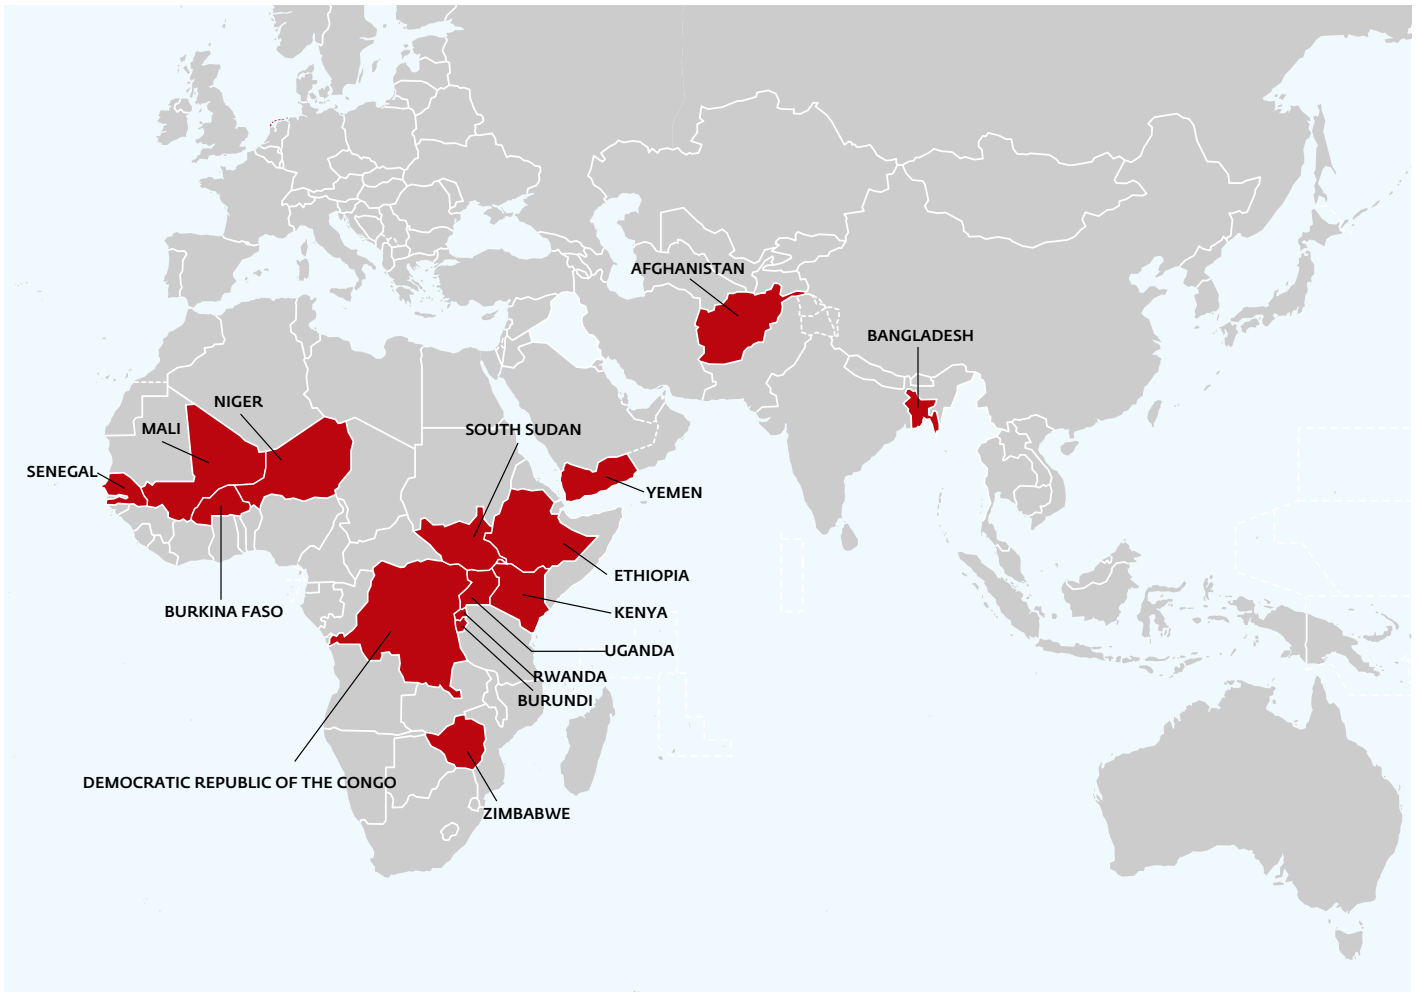 AFGHANISTAN
BANGLADESH
NIGER
MALI
SOUTH SUDAN
SENEGAL
YEMEN
ETHIOPIA
BURKINA FASO
KENYA
UGANDA
RWANDA
BURUNDI
DEMOCRATIC REPUBLIC OF THE CONGO
ZIMBABWE